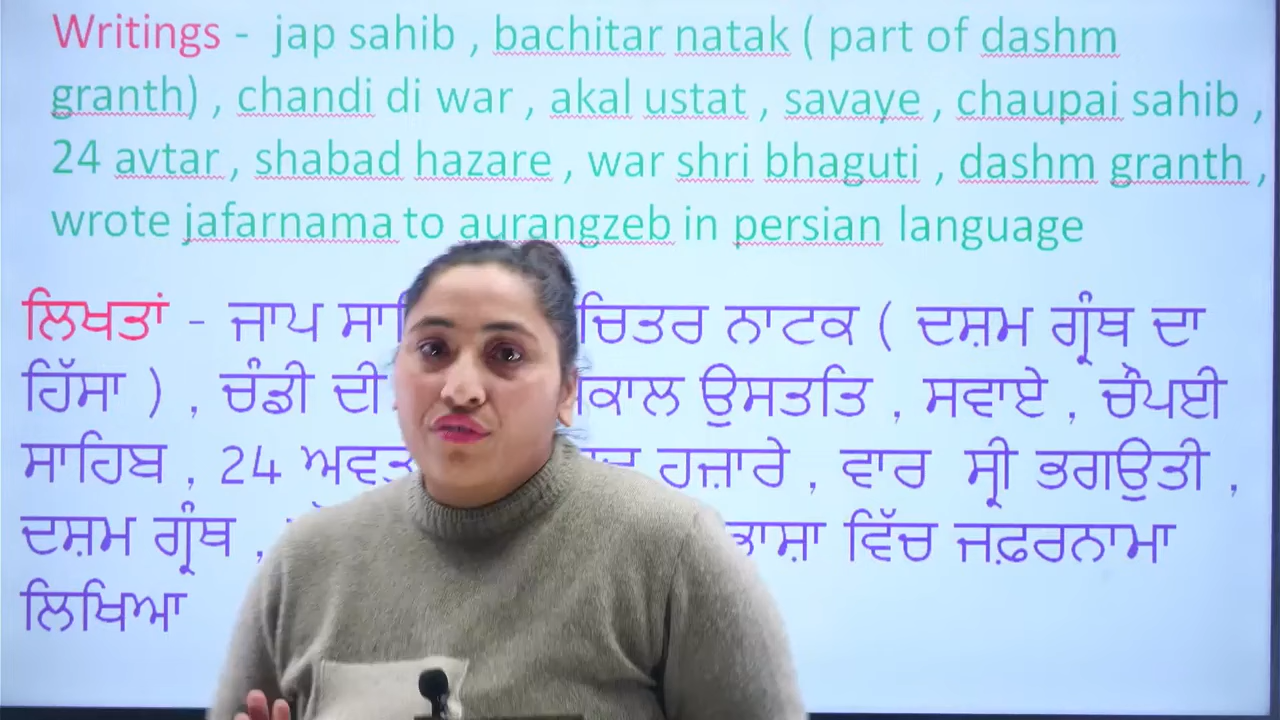 Writings - jap sahib , bachitar natak ( part of dashm
granth) , chandi di war , akal ustat , savaye , chaupai sahib ,
24 avtar , shabad hazare , war shri bhaguti , dashm granth ,
wrote jafarnama to aurangzeb in persian language
ਲਿਖਤਾਂ - ਜਾਪ ਨਾਟਕ ( ਦਸ਼ਮ ਗ੍ਰੰਥ ਦਾ
ਹਿੱਸਾ ) , ਚੰਡੀ ਦੀ ਉਸਤਤਿ , ਸਵਾਏ , ਚੌਪਈ
ਸਾਹਿਬ , 24 ਹਜ਼ਾਰੇ , ਵਾਰ ਸ੍ਰੀ ਭਗਉਤੀ ,
ਦਸ਼ਮ ਗ੍ਰੰਥ , ਵਿੱਚ ਜਫ਼ਰਨਾਮਾ
ਲਿਖਿਆ